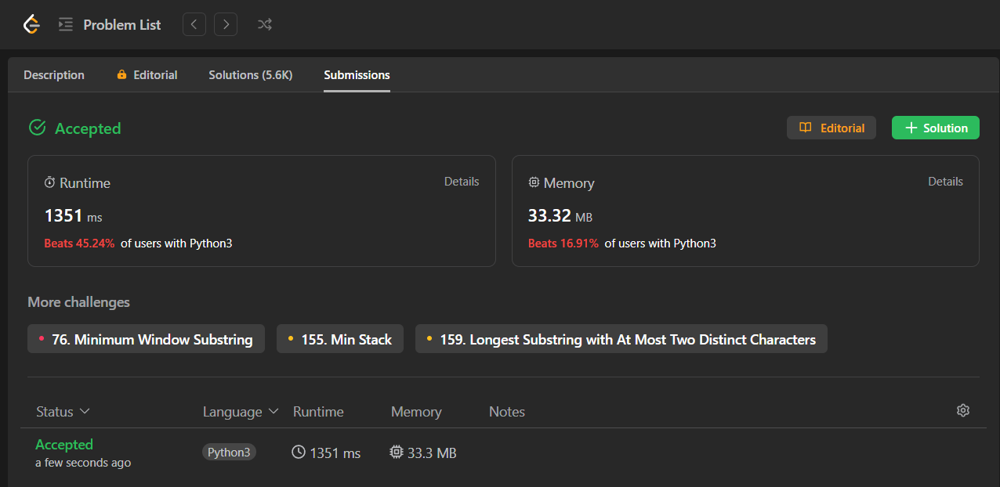 Problem List
Description Editorial Solutions (5.6K) Submissions
Accepted Editorial Solution
Runtime Details Memory Details
1351 ms 33.32 MB
Beats 45.24% of users with Python3 Beats 16.91% of users with Python3
More challenges
76. Minimum Window Substring 155. Min Stack 159. Longest Substring with At Most Two Distinct Characters
Status Language Runtime Memory Notes
Accepted Python3 1351 ms 33.3 MB
a few seconds ago